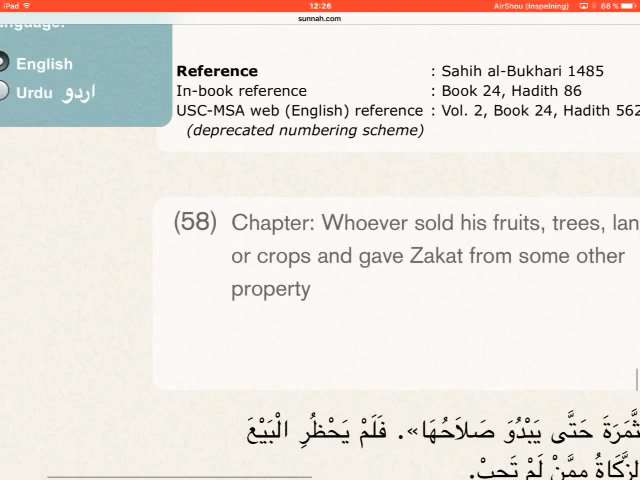 iPad 12:26 AirShou (Inspelning) 86 %
sunnah.com
English
Urdu اردو
Reference : Sahih al-Bukhari 1485
In-book reference : Book 24, Hadith 86
USC-MSA web (English) reference : Vol. 2, Book 24, Hadith 562
(deprecated numbering scheme)
(58) Chapter: Whoever sold his fruits, trees, lan
or crops and gave Zakat from some other
property
حَتَّى يَبْدُوَ صَلاَحُهَا‏»‏‏.‏ فَلَمْ يَحْظُرِ الْبَيْعَ
مِمَّنْ لَمْ تَجِبْ‏.‏